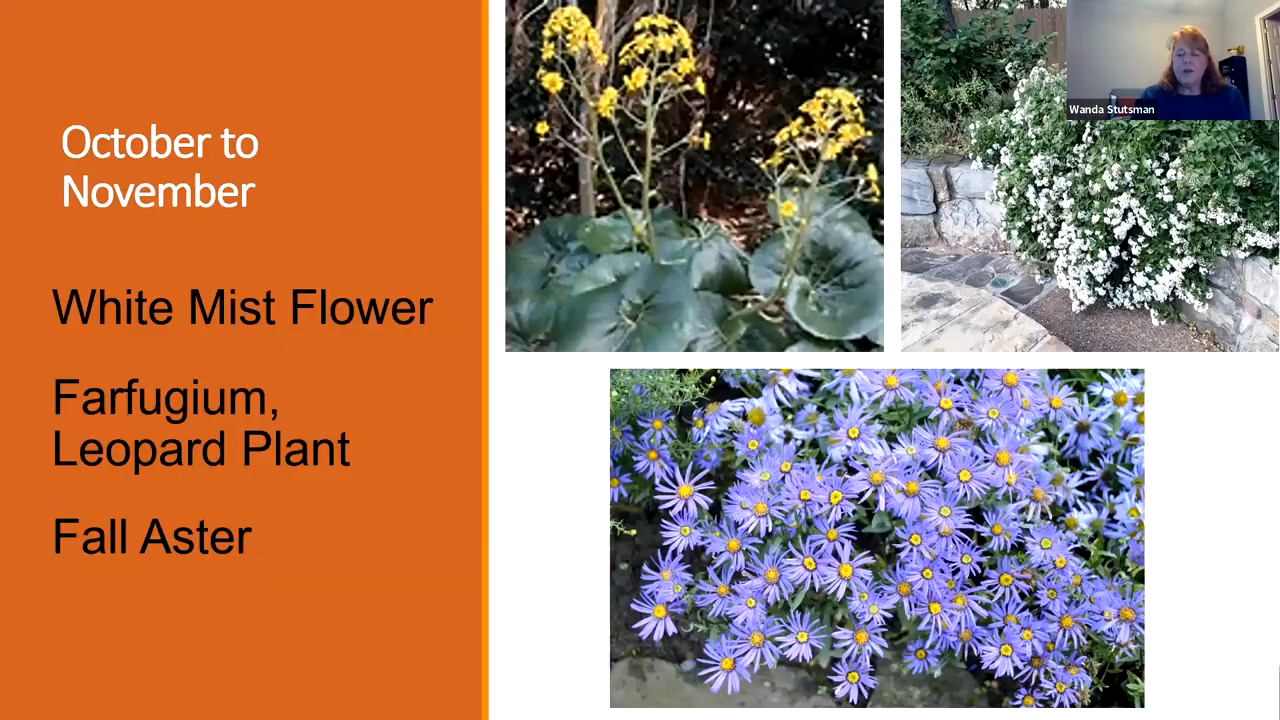 October to
November
White Mist Flower
Farfugium,
Leopard Plant
Fall Aster
Wanda Stutsman